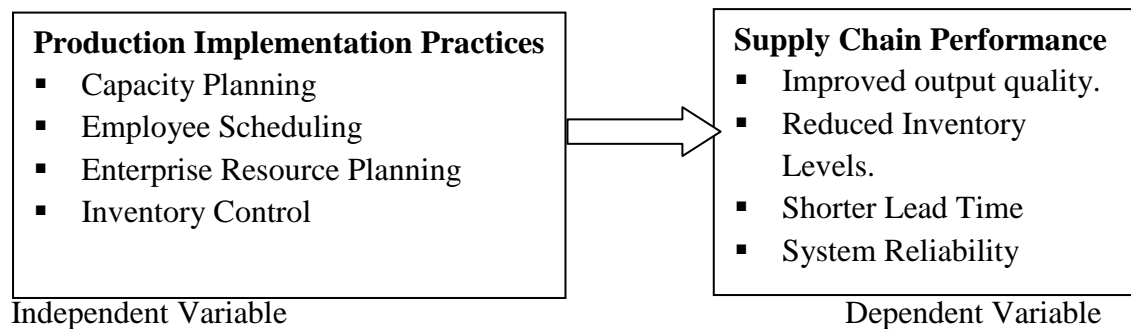 Production Implementation Practices
▪ Capacity Planning
▪ Employee Scheduling
▪ Enterprise Resource Planning
▪ Inventory Control
Supply Chain Performance
▪ Improved output quality.
▪ Reduced Inventory
Levels.
▪ Shorter Lead Time
▪ System Reliability
Independent Variable
Dependent Variable